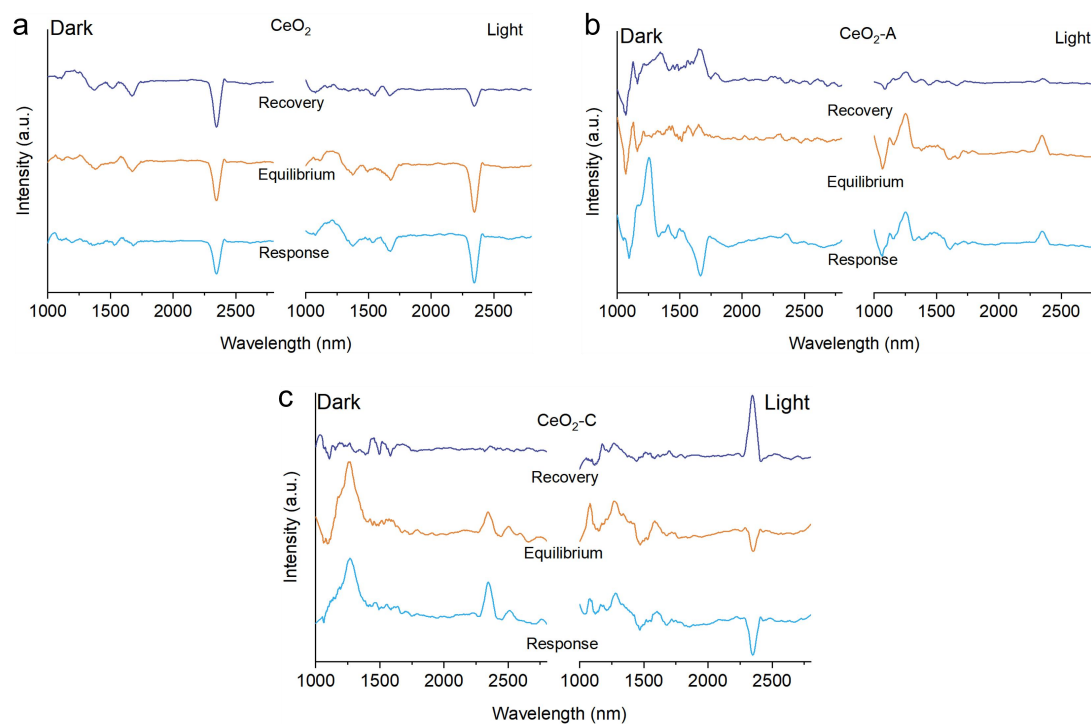 a
Dark
CeO₂
Light
Intensity (a.u.)
Recovery
Equilibrium
Response
1000 1500 2000 2500 1000 1500 2000 2500
Wavelength (nm)
b
Dark
CeO₂-A
Light
Intensity (a.u.)
Recovery
Equilibrium
Response
1000 1500 2000 2500 1000 1500 2000 2500
Wavelength (nm)
c
Dark
CeO₂-C
Light
Intensity (a.u.)
Recovery
Equilibrium
Response
1000 1500 2000 2500 1000 1500 2000 2500
Wavelength (nm)